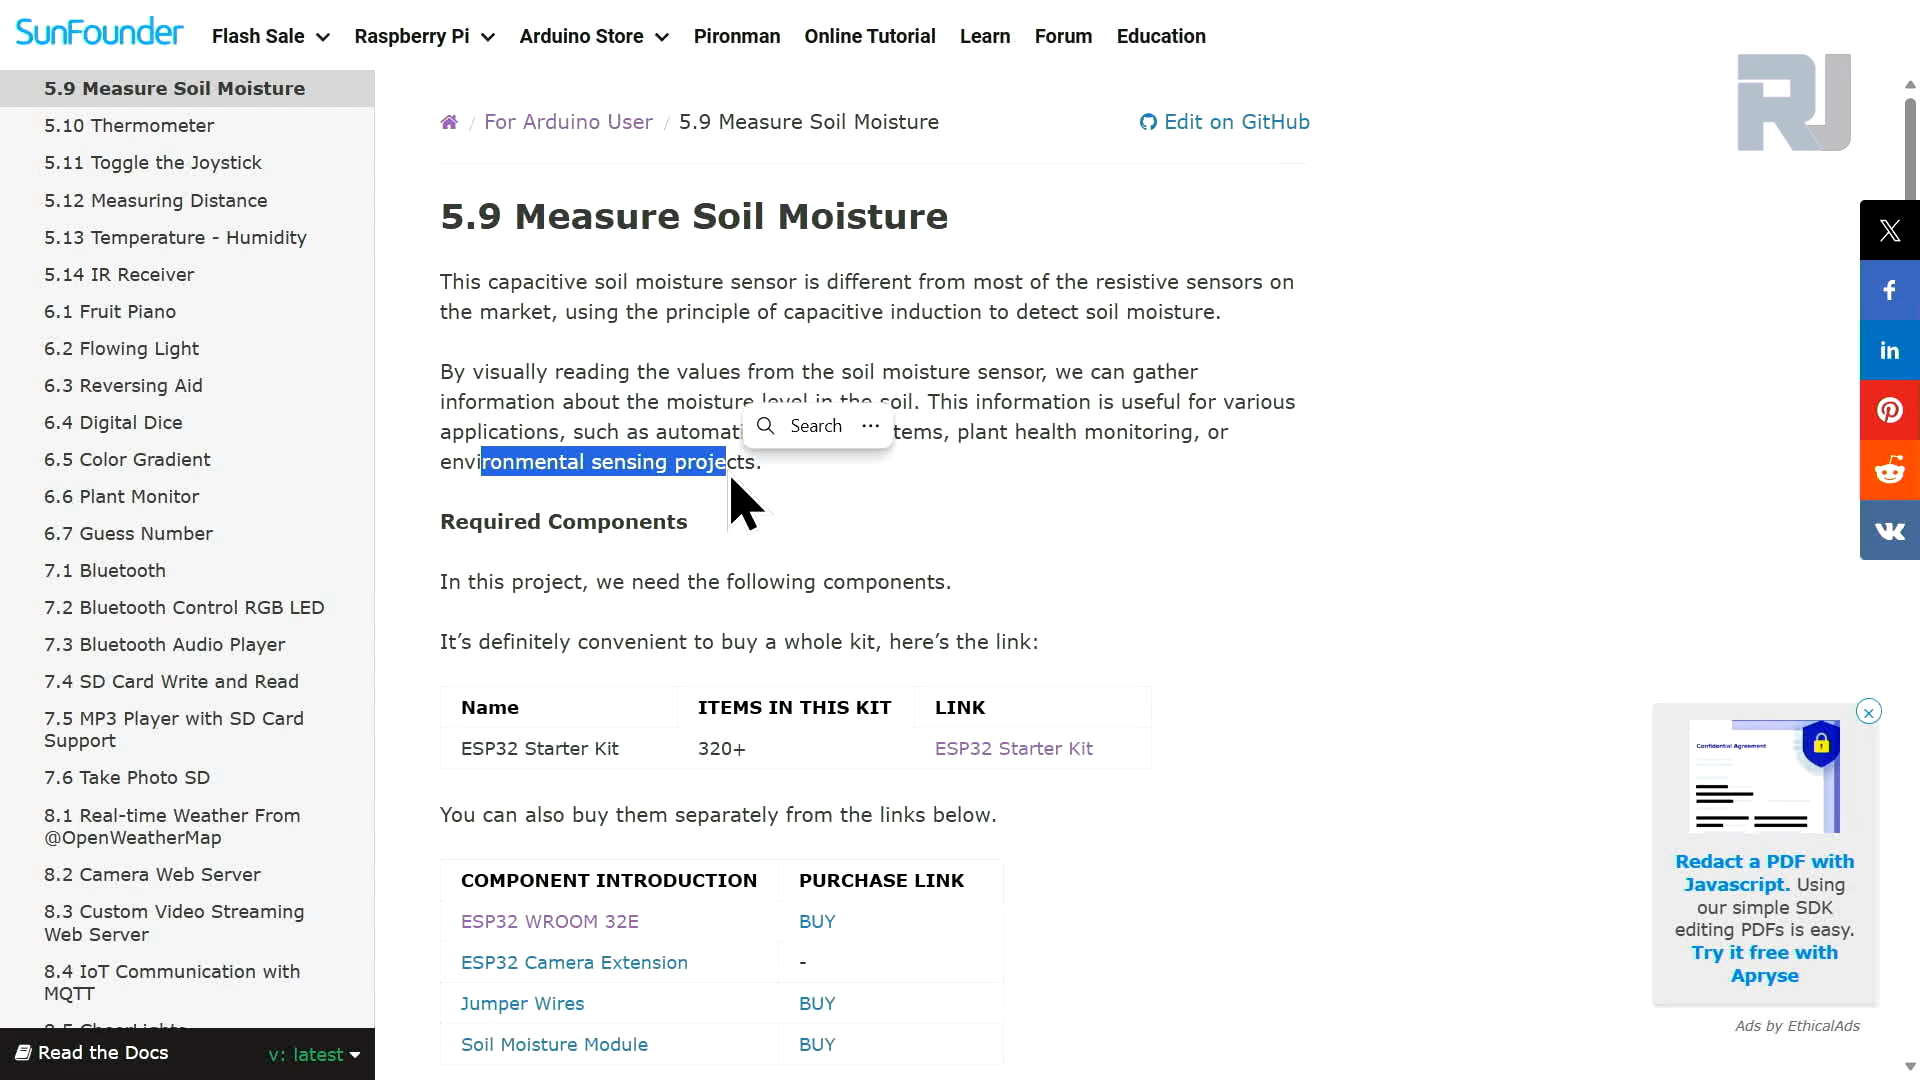 SunFounder
Flash Sale
Raspberry Pi
Arduino Store
Pironman
Online Tutorial
Learn
Forum
Education
RJ
5.9 Measure Soil Moisture
5.10 Thermometer
5.11 Toggle the Joystick
5.12 Measuring Distance
5.13 Temperature - Humidity
5.14 IR Receiver
6.1 Fruit Piano
6.2 Flowing Light
6.3 Reversing Aid
6.4 Digital Dice
6.5 Color Gradient
6.6 Plant Monitor
6.7 Guess Number
7.1 Bluetooth
7.2 Bluetooth Control RGB LED
7.3 Bluetooth Audio Player
7.4 SD Card Write and Read
7.5 MP3 Player with SD Card
Support
7.6 Take Photo SD
8.1 Real-time Weather From
@OpenWeatherMap
8.2 Camera Web Server
8.3 Custom Video Streaming
Web Server
8.4 IoT Communication with
MQTT
Read the Docs
v: latest
/ For Arduino User / 5.9 Measure Soil Moisture
Edit on GitHub
5.9 Measure Soil Moisture
This capacitive soil moisture sensor is different from most of the resistive sensors on
the market, using the principle of capacitive induction to detect soil moisture.
By visually reading the values from the soil moisture sensor, we can gather
information about the moisture level in the soil. This information is useful for various
applications, such as automati
tems, plant health monitoring, or
environmental sensing projects.
Search
Required Components
In this project, we need the following components.
It’s definitely convenient to buy a whole kit, here’s the link:
Name ITEMS IN THIS KIT LINK
ESP32 Starter Kit 320+ ESP32 Starter Kit
You can also buy them separately from the links below.
COMPONENT INTRODUCTION PURCHASE LINK
ESP32 WROOM 32E BUY
ESP32 Camera Extension -
Jumper Wires BUY
Soil Moisture Module BUY
Confidential Agreement
Redact a PDF with
Javascript. Using
our simple SDK
editing PDFs is easy.
Try it free with
Apryse
Ads by EthicalAds